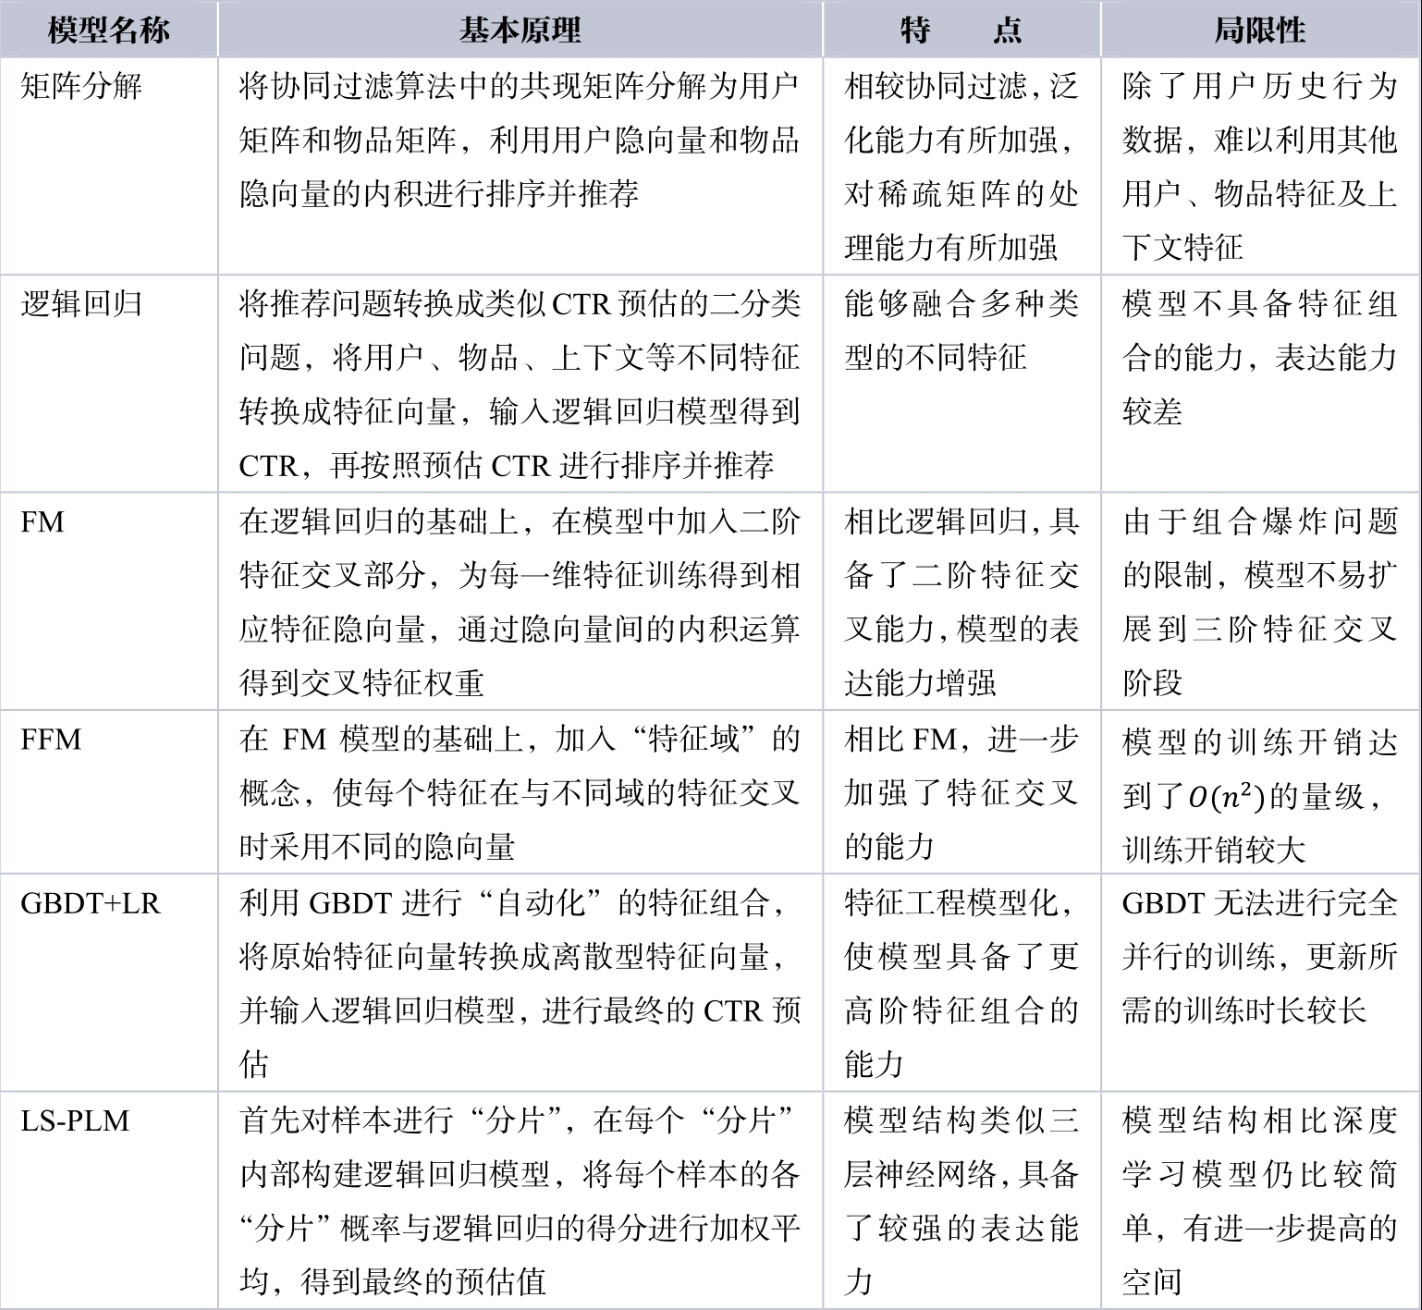 模型名称 基本原理 特 点 局限性
矩阵分解
将协同过滤算法中的共现矩阵分解为用户
矩阵和物品矩阵，利用用户隐向量和物品
隐向量的内积进行排序并推荐
相较协同过滤，泛
化能力有所加强，
对稀疏矩阵的处
理能力有所加强
除了用户历史行为
数据，难以利用其他
用户、物品特征及上
下文特征
逻辑回归
将推荐问题转换成类似 CTR 预估的二分类
问题，将用户、物品、上下文等不同特征
转换成特征向量，输入逻辑回归模型得到
CTR，再按照预估 CTR 进行排序并推荐
能够融合多种类
型的不同特征
模型不具备特征组
合的能力，表达能力
较差
FM
在逻辑回归的基础上，在模型中加入二阶
特征交叉部分，为每一维特征训练得到相
应特征隐向量，通过隐向量间的内积运算
得到交叉特征权重
相比逻辑回归，具
备了二阶特征交
叉能力，模型的表
达能力增强
由于组合爆炸问题
的限制，模型不易扩
展到三阶特征交叉
阶段
FFM
在 FM 模型的基础上，加入“特征域”的
概念，使每个特征在与不同域的特征交叉
时采用不同的隐向量
相比 FM，进一步
加强了特征交叉
的能力
模型的训练开销达
到了O(n²)的量级，
训练开销较大
GBDT+LR
利用 GBDT 进行“自动化”的特征组合，
将原始特征向量转换成离散型特征向量，
并输入逻辑回归模型，进行最终的 CTR 预
估
特征工程模型化，
使模型具备了更
高阶特征组合的
能力
GBDT 无法进行完全
并行的训练，更新所
需的训练时长较长
LS-PLM
首先对样本进行“分片”，在每个“分片”
内部构建逻辑回归模型，将每个样本的各
“分片”概率与逻辑回归的得分进行加权平
均，得到最终的预估值
模型结构类似三
层神经网络，具备
了较强的表达能
力
模型结构相比深度
学习模型仍比较简
单，有进一步提高的
空间